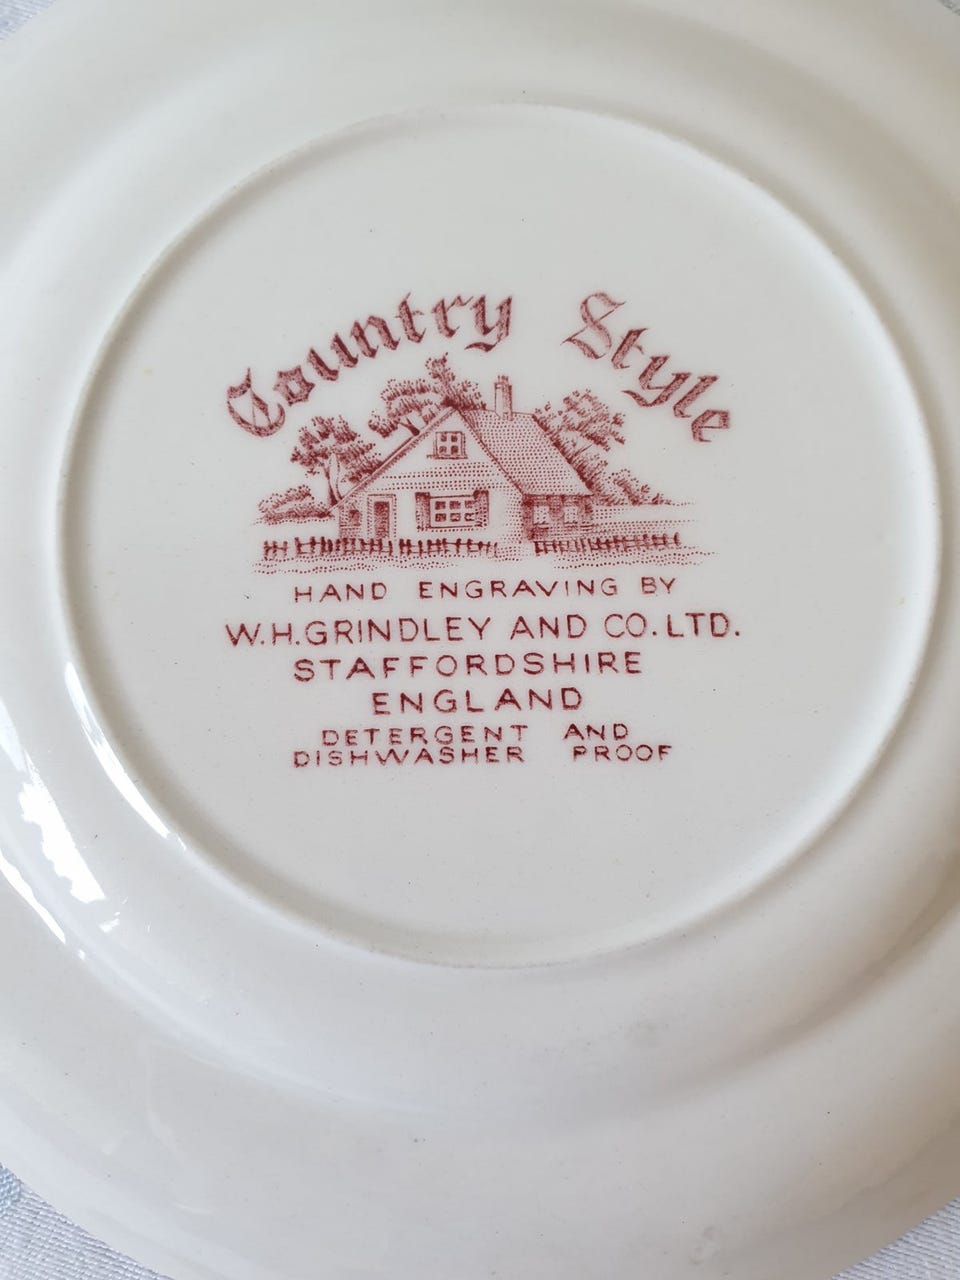 Country Style
HAND ENGRAVING BY
W.H.GRINDLEY AND CO.LTD.
STAFFORDSHIRE
ENGLAND
DETERGENT AND
DISHWASHER PROOF